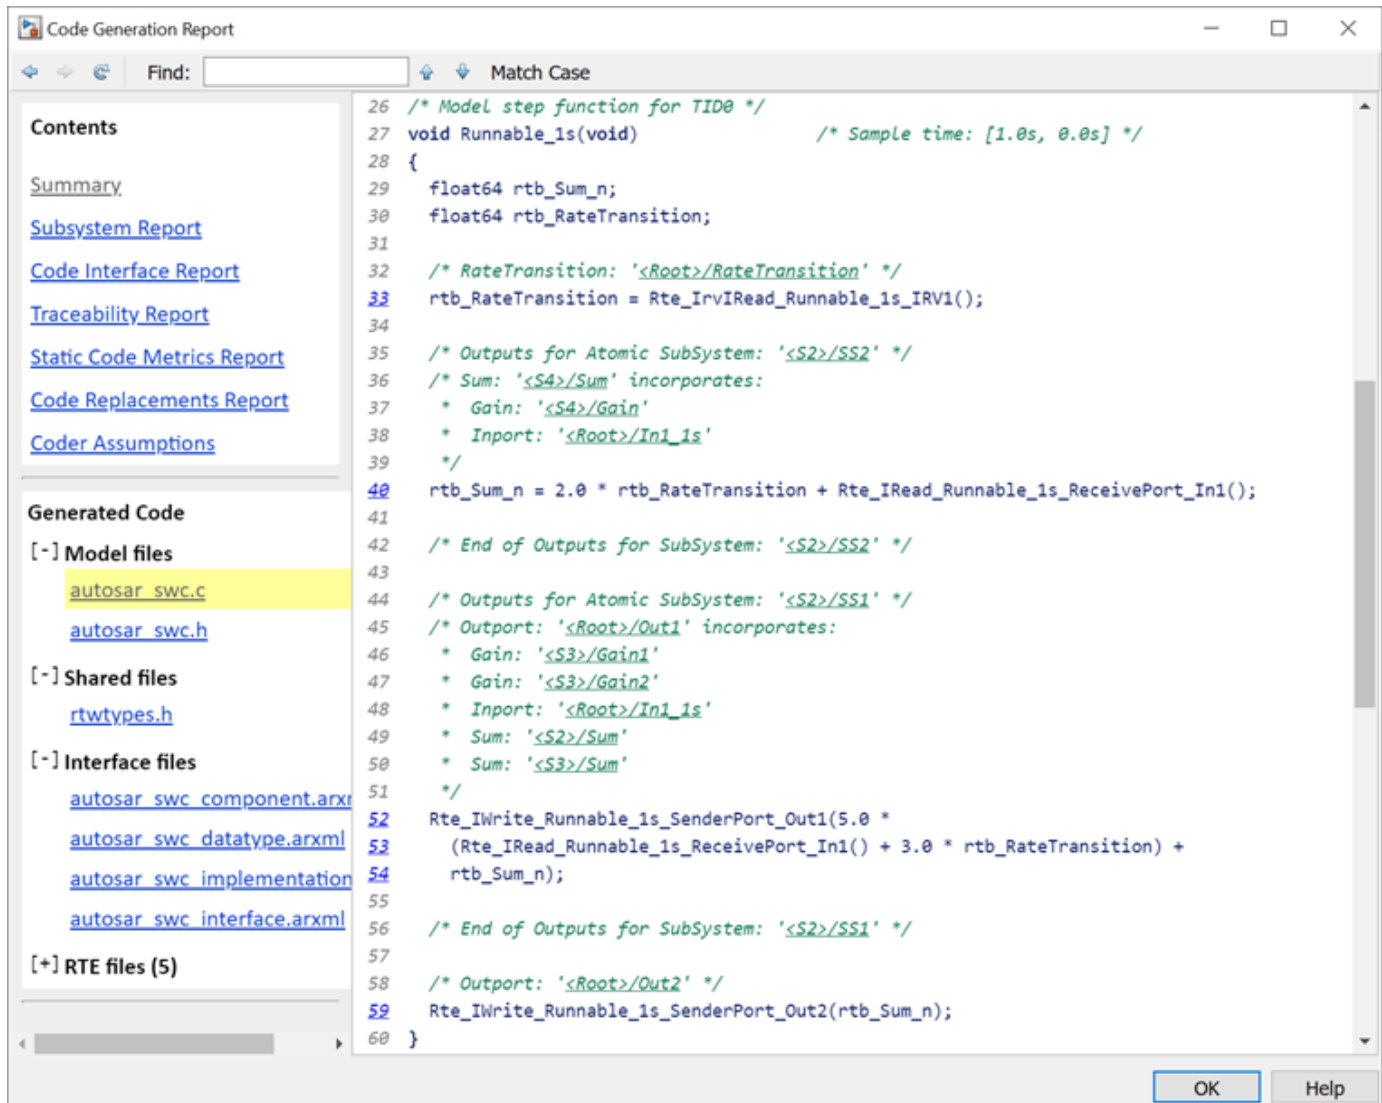 Code Generation Report
Find:
Match Case
Contents
Summary
Subsystem Report
Code Interface Report
Traceability Report
Static Code Metrics Report
Code Replacements Report
Coder Assumptions
Generated Code
[-] Model files
autosar_swc.c
autosar_swc.h
[-] Shared files
rtwtypes.h
[-] Interface files
autosar_swc_component.arxr
autosar_swc_datatype.arxml
autosar_swc_implementation
autosar_swc_interface.arxml
[+] RTE files (5)
26 /* Model step function for TID0 */
27 void Runnable_1s(void) /* Sample time: [1.0s, 0.0s] */
28 {
29 float64 rtb_Sum_n;
30 float64 rtb_RateTransition;
31
32 /* RateTransition: '<Root>/RateTransition' */
33 rtb_RateTransition = Rte_IrvIRead_Runnable_1s_IRV1();
34
35 /* Outputs for Atomic SubSystem: '<S2>/SS2' */
36 /* Sum: '<S4>/Sum' incorporates:
37 * Gain: '<S4>/Gain'
38 * Inport: '<Root>/In1_1s'
39 */
40 rtb_Sum_n = 2.0 * rtb_RateTransition + Rte_IRead_Runnable_1s_ReceivePort_In1();
41
42 /* End of Outputs for SubSystem: '<S2>/SS2' */
43
44 /* Outputs for Atomic SubSystem: '<S2>/SS1' */
45 /* Outport: '<Root>/Out1' incorporates:
46 * Gain: '<S3>/Gain1'
47 * Gain: '<S3>/Gain2'
48 * Inport: '<Root>/In1_1s'
49 * Sum: '<S2>/Sum'
50 * Sum: '<S3>/Sum'
51 */
52 Rte_IWrite_Runnable_1s_SenderPort_Out1(5.0 *
53 (Rte_IRead_Runnable_1s_ReceivePort_In1() + 3.0 * rtb_RateTransition) +
54 rtb_Sum_n);
55
56 /* End of Outputs for SubSystem: '<S2>/SS1' */
57
58 /* Outport: '<Root>/Out2' */
59 Rte_IWrite_Runnable_1s_SenderPort_Out2(rtb_Sum_n);
60 }
OK
Help